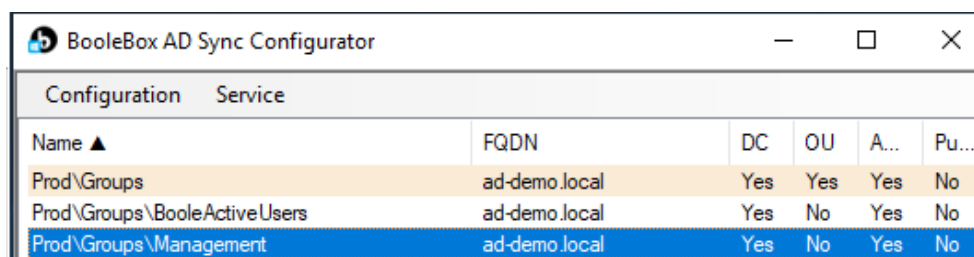 BooleBox AD Sync Configurator
Configuration Service
Name ▲ FQDN DC OU A... Pu...
Prod\Groups ad-demo.local Yes Yes Yes No
Prod\Groups\BooleActiveUsers ad-demo.local Yes No Yes No
Prod\Groups\Management ad-demo.local Yes No Yes No